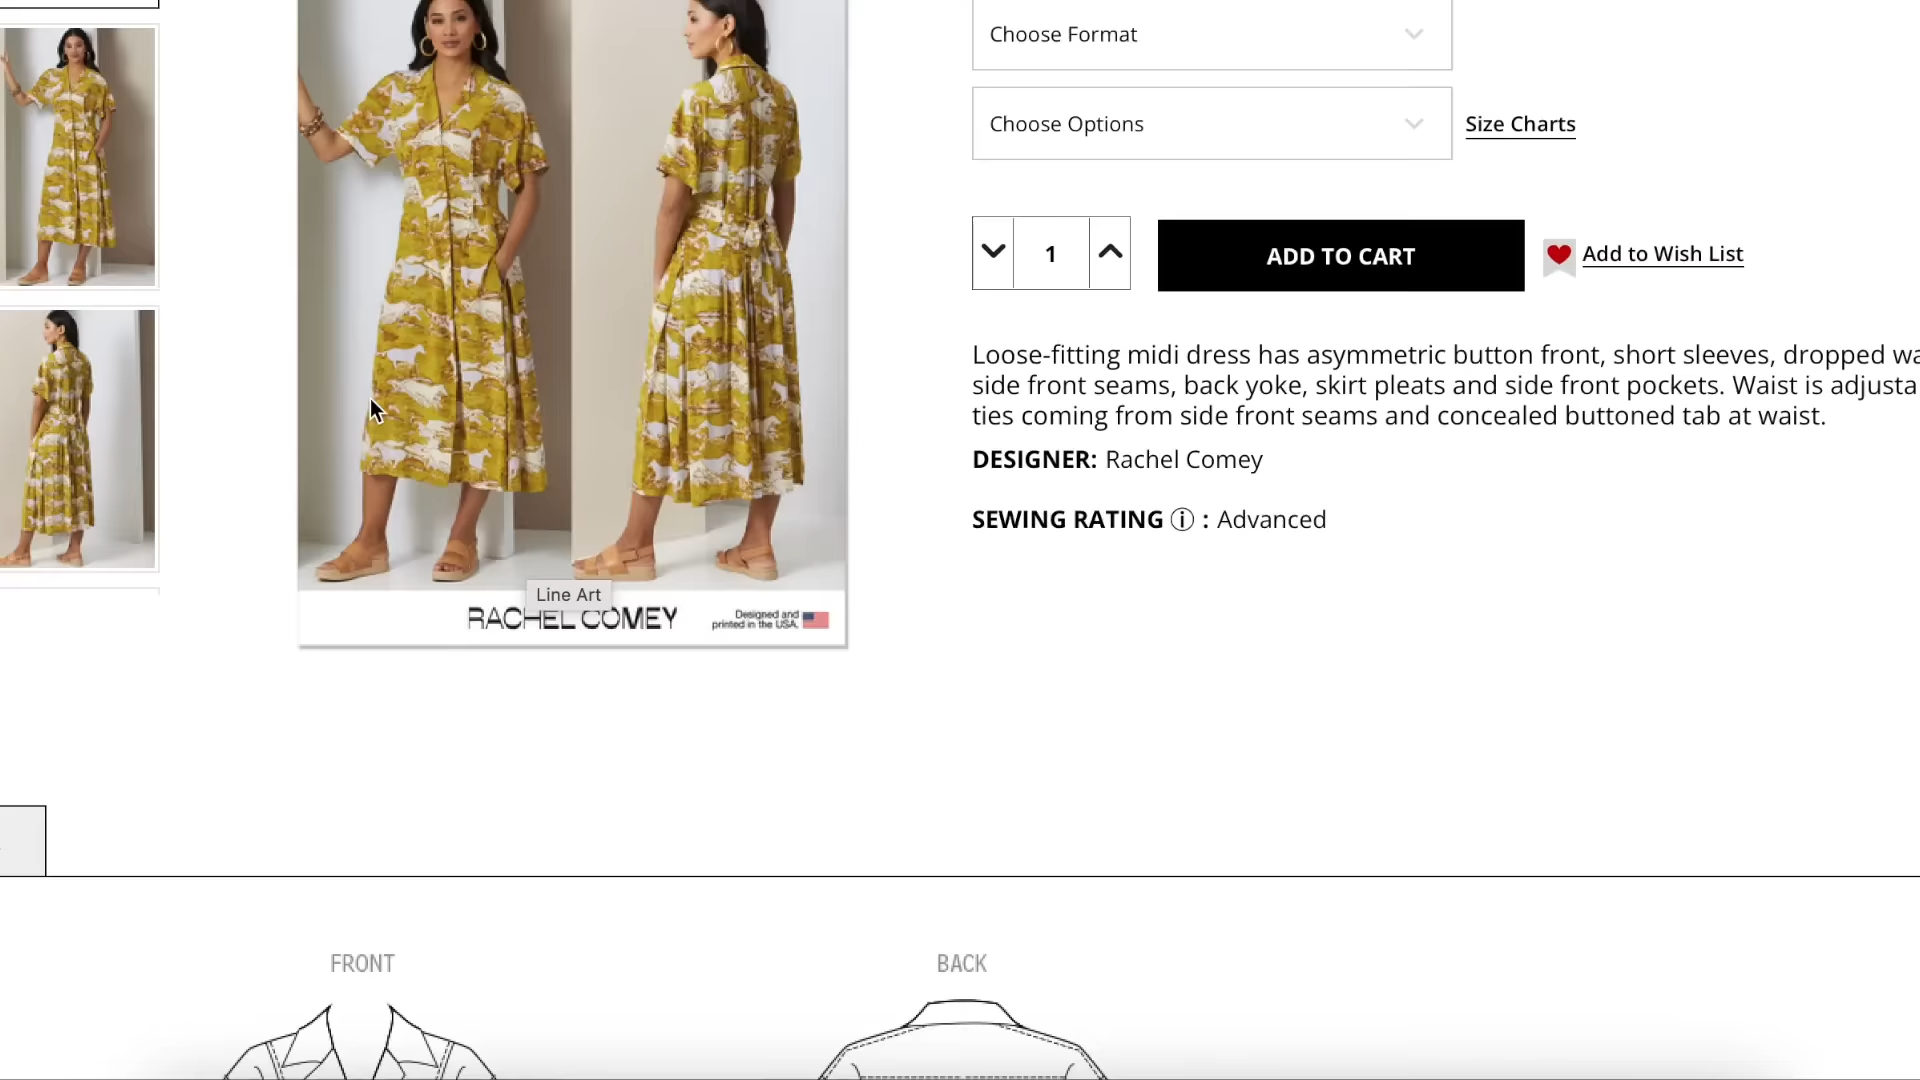 Choose Format
Choose Options
Size Charts
1
ADD TO CART
Add to Wish List
Loose-fitting midi dress has asymmetric button front, short sleeves, dropped wa
side front seams, back yoke, skirt pleats and side front pockets. Waist is adjusta
ties coming from side front seams and concealed buttoned tab at waist.
DESIGNER: Rachel Comey
SEWING RATING ⓘ : Advanced
Line Art
RACHEL COMEY
Designed and
printed in the USA.
FRONT
BACK